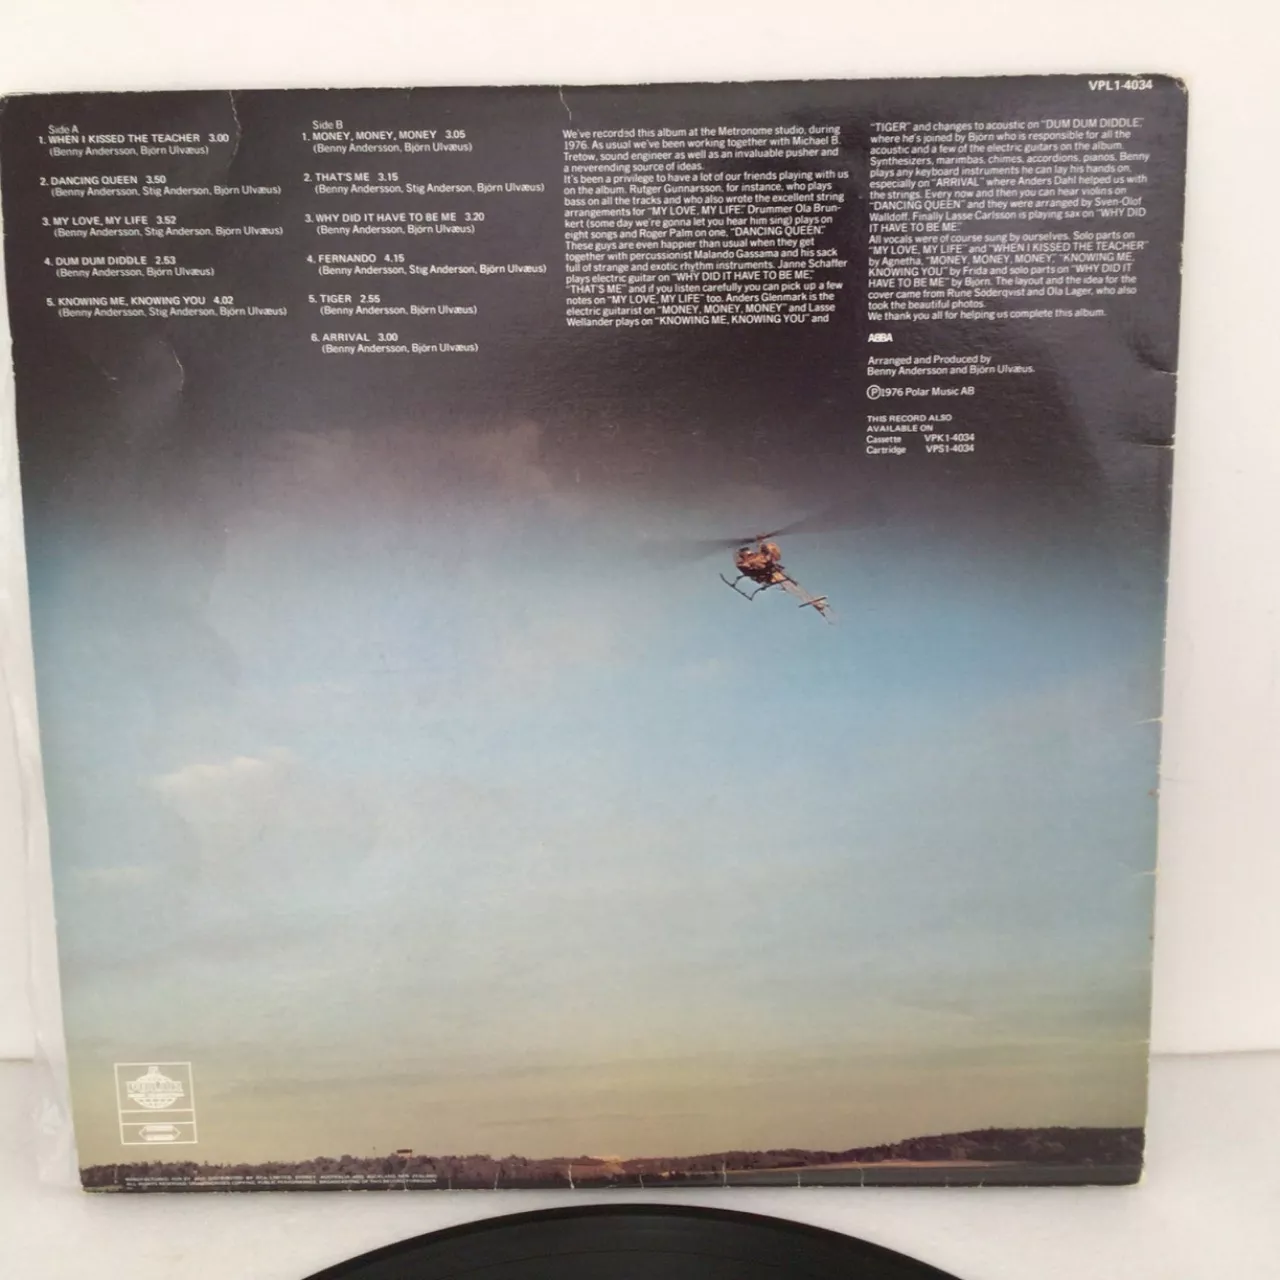 VPL1-4034
Side A
1. WHEN I KISSED THE TEACHER 3.00
(Benny Andersson, Björn Ulvæus)
2. DANCING QUEEN 3.50
(Benny Andersson, Stig Anderson, Björn Ulvæus)
3. MY LOVE, MY LIFE 3.52
(Benny Andersson, Stig Anderson, Björn Ulvæus)
4. DUM DUM DIDDLE 2.53
(Benny Andersson, Björn Ulvæus)
5. KNOWING ME, KNOWING YOU 4.02
(Benny Andersson, Stig Anderson, Björn Ulvæus)
Side B
1. MONEY, MONEY, MONEY 3.05
(Benny Andersson, Björn Ulvæus)
2. THAT'S ME 3.15
(Benny Andersson, Stig Anderson, Björn Ulvæus)
3. WHY DID IT HAVE TO BE ME 3.20
(Benny Andersson, Björn Ulvæus)
4. FERNANDO 4.15
(Benny Andersson, Stig Anderson, Björn Ulvæus)
5. TIGER 2.55
(Benny Andersson, Björn Ulvæus)
6. ARRIVAL 3.00
(Benny Andersson, Björn Ulvæus)
We've recorded this album at the Metronome studio, during
1976. As usual we've been working together with Michael B.
Tretow, sound engineer as well as an invaluable pusher and
a neverending source of ideas.
It's been a privilege to have a lot of our friends playing with us
on the album. Rutger Gunnarsson, for instance, who plays
bass on all the tracks and who also wrote the excellent string
arrangements for "MY LOVE, MY LIFE". Drummer Ola Brun-
kert (some day we're gonna let you hear him sing) plays on
eight songs and Roger Palm on one, "DANCING QUEEN".
These guys are even happier than usual when they get
together with percussionist Malando Gassama and his sack
full of strange and exotic rhythm instruments. Janne Schaffer
plays electric guitar on "WHY DID IT HAVE TO BE ME",
"THAT'S ME" and if you listen carefully you can pick up a few
notes on "MY LOVE, MY LIFE" too. Anders Glenmark is the
electric guitarist on "MONEY, MONEY, MONEY" and Lasse
Wellander plays on "KNOWING ME, KNOWING YOU" and
"TIGER" and changes to acoustic on "DUM DUM DIDDLE",
where he's joined by Björn who is responsible for all the
acoustic and a few of the electric guitars on the album.
Synthesizers, marimbas, chimes, accordions, pianos, Benny
plays any keyboard instruments he can lay his hands on,
especially on "ARRIVAL" where Anders Dahl helped us with
the strings. Every now and then you can hear violins on
"DANCING QUEEN" and they were arranged by Sven-Olof
Walldoff. Finally Lasse Carlsson is playing sax on "WHY DID
IT HAVE TO BE ME".
All vocals were of course sung by ourselves. Solo parts on
"MY LOVE, MY LIFE" and "WHEN I KISSED THE TEACHER"
by Agnetha, "MONEY, MONEY, MONEY," "KNOWING ME,
KNOWING YOU" by Frida and solo parts on "WHY DID IT
HAVE TO BE ME" by Björn. The layout and the idea for the
cover came from Rune Söderqvist and Ola Lager, who also
took the beautiful photos.
We thank you all for helping us complete this album.
ABBA
Arranged and Produced by
Benny Andersson and Björn Ulvæus.
Ⓟ1976 Polar Music AB
THIS RECORD ALSO
AVAILABLE ON
Cassette VPK1-4034
Cartridge VPS1-4034